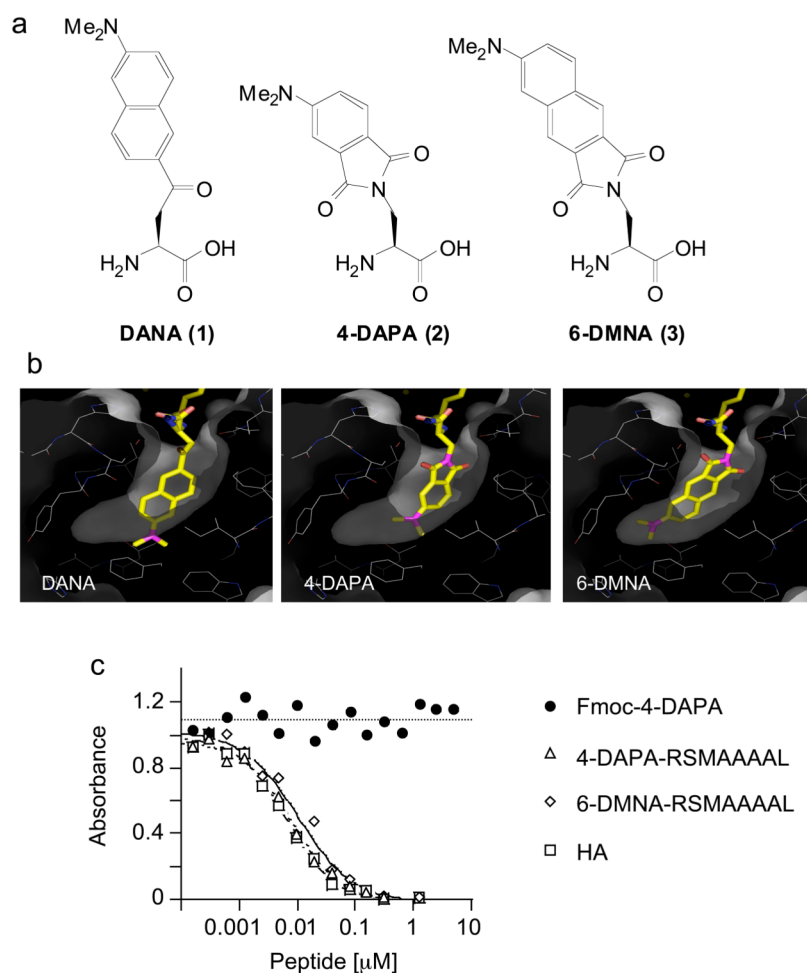 a
Me2N
O
H2N
OH
O
DANA (1)
Me2N
O
N
O
H2N
OH
O
4-DAPA (2)
Me2N
O
N
O
H2N
OH
O
6-DMNA (3)
b
DANA
4-DAPA
6-DMNA
c
Absorbance
1.2
0.8
0.4
0
0.001
0.01
0.1
1
10
Peptide [µM]
Fmoc-4-DAPA
4-DAPA-RSMAAAAL
6-DMNA-RSMAAAAL
HA